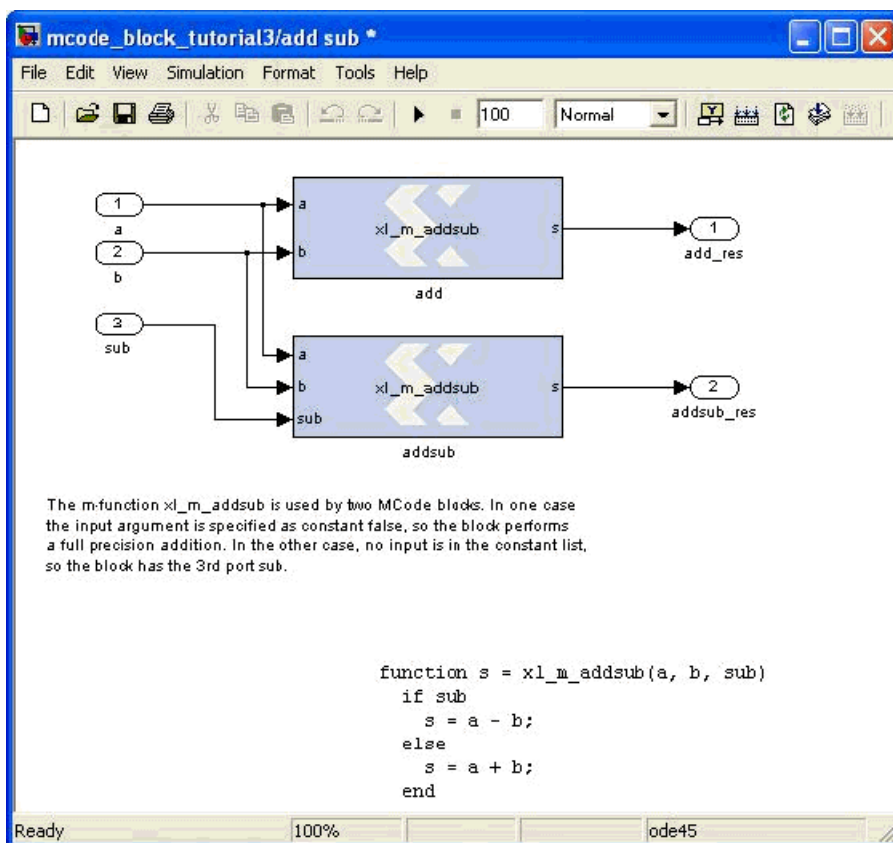 mcode_block_tutorial3/add sub *
File Edit View Simulation Format Tools Help
100 Normal
1
a
2
b
3
sub
a
b
xl_m_addsub
s
add
1
add_res
a
b
sub
xl_m_addsub
s
addsub
2
addsub_res
The m-function xl_m_addsub is used by two MCode blocks. In one case
the input argument is specified as constant false, so the block performs
a full precision addition. In the other case, no input is in the constant list,
so the block has the 3rd port sub.
function s = xl_m_addsub(a, b, sub)
if sub
s = a - b;
else
s = a + b;
end
Ready 100% ode45